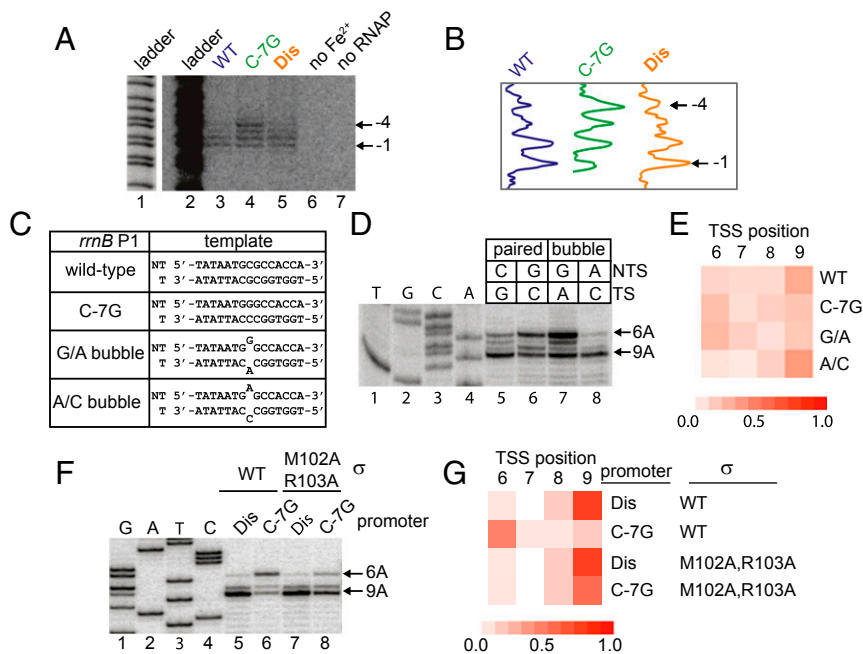 A
ladder
ladder
WT
C-7G
Dis
no Fe²⁺
no RNAP
-4
-1
1 2 3 4 5 6 7
B
WT
C-7G
Dis
-4
-1
C
rrnB P1 template
wild-type NT 5′-TATAATGCGCCACCA-3′
T 3′-ATATTACGCGGTGGT-5′
C-7G NT 5′-TATAATGGGCCACCA-3′
T 3′-ATATTACCCGGTGGT-5′
G
G/A bubble NT 5′-TATAATG GCCACCA-3′
T 3′-ATATTAC CGGTGGT-5′
A
A
A/C bubble NT 5′-TATAATG GCCACCA-3′
T 3′-ATATTAC CGGTGGT-5′
C
D
paired bubble
C G G A NTS
T G C A G C A C TS
6A
9A
1 2 3 4 5 6 7 8
E
TSS position
6 7 8 9
WT
C-7G
G/A
A/C
0.0 1.0
F
WT M102A R103A σ
G A T C Dis C-7G Dis C-7G promoter
6A
9A
1 2 3 4 5 6 7 8
G
TSS position
6 7 8 9 promoter σ
Dis WT
C-7G WT
Dis M102A,R103A
C-7G M102A,R103A
0.0 1.0